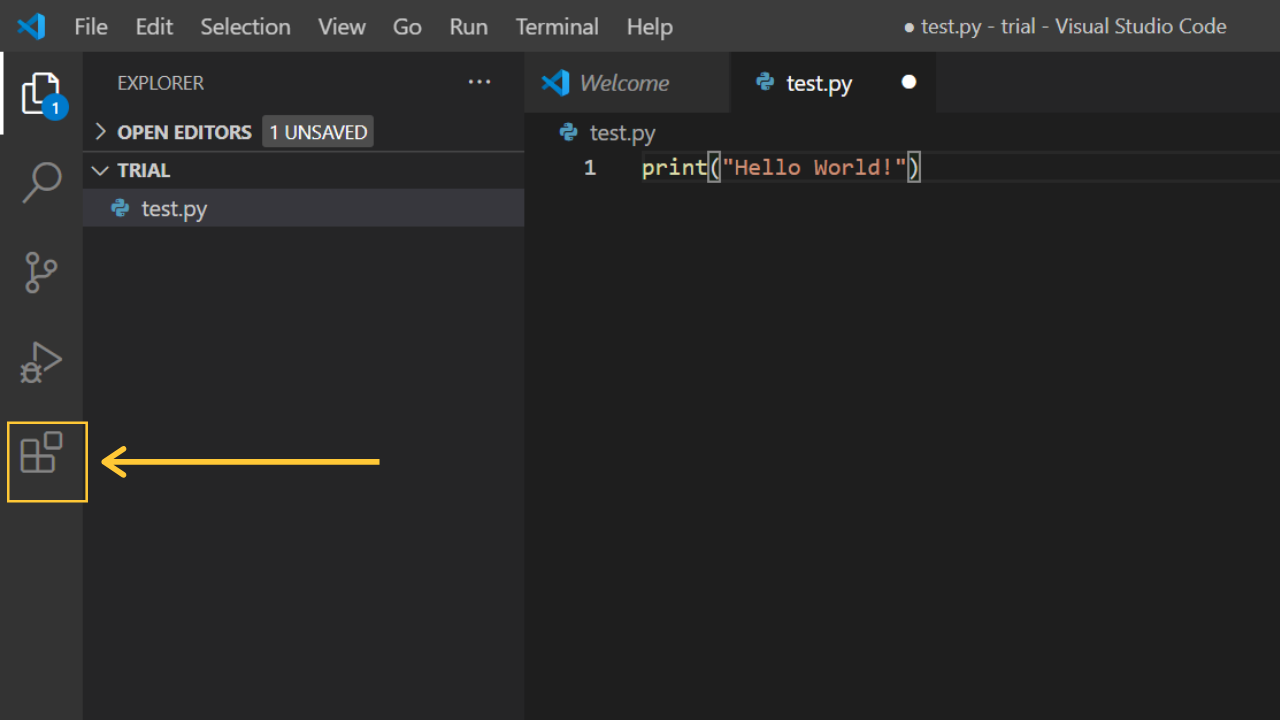 File Edit Selection View Go Run Terminal Help ● test.py - trial - Visual Studio Code
1
EXPLORER ···
OPEN EDITORS 1 UNSAVED
TRIAL
test.py
Welcome test.py ●
test.py
1 print("Hello World!")